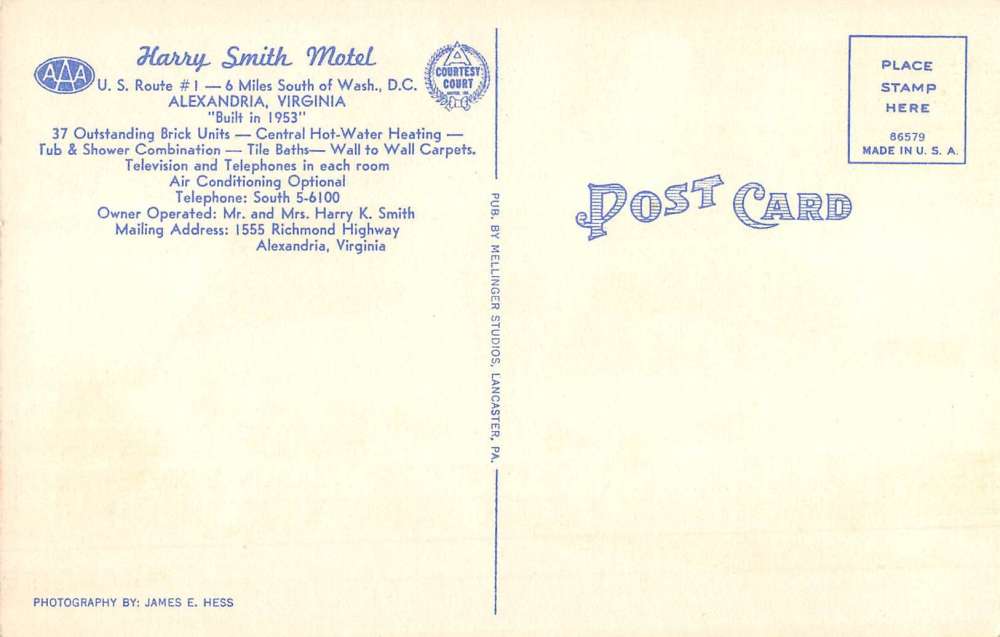 Harry Smith Motel
AAA
U. S. Route #1 — 6 Miles South of Wash., D.C.
ALEXANDRIA, VIRGINIA
"Built in 1953"
37 Outstanding Brick Units — Central Hot-Water Heating —
Tub & Shower Combination — Tile Baths— Wall to Wall Carpets.
Television and Telephones in each room
Air Conditioning Optional
Telephone: South 5-6100
Owner Operated: Mr. and Mrs. Harry K. Smith
Mailing Address: 1555 Richmond Highway
Alexandria, Virginia
COURTESY
COURT
PHOTOGRAPHY BY: JAMES E. HESS
PUB. BY MELLINGER STUDIOS, LANCASTER, PA.
POST CARD
PLACE
STAMP
HERE
86579
MADE IN U. S. A.